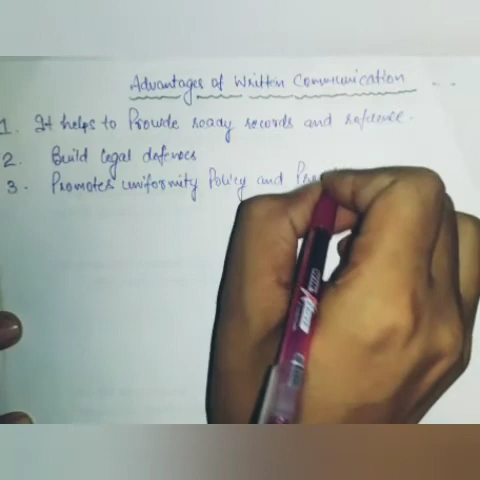 Advantages of Written Communication
1. It helps to Provide ready records and reference.
2. Build legal defences
3. Promotes uniformity Policy and